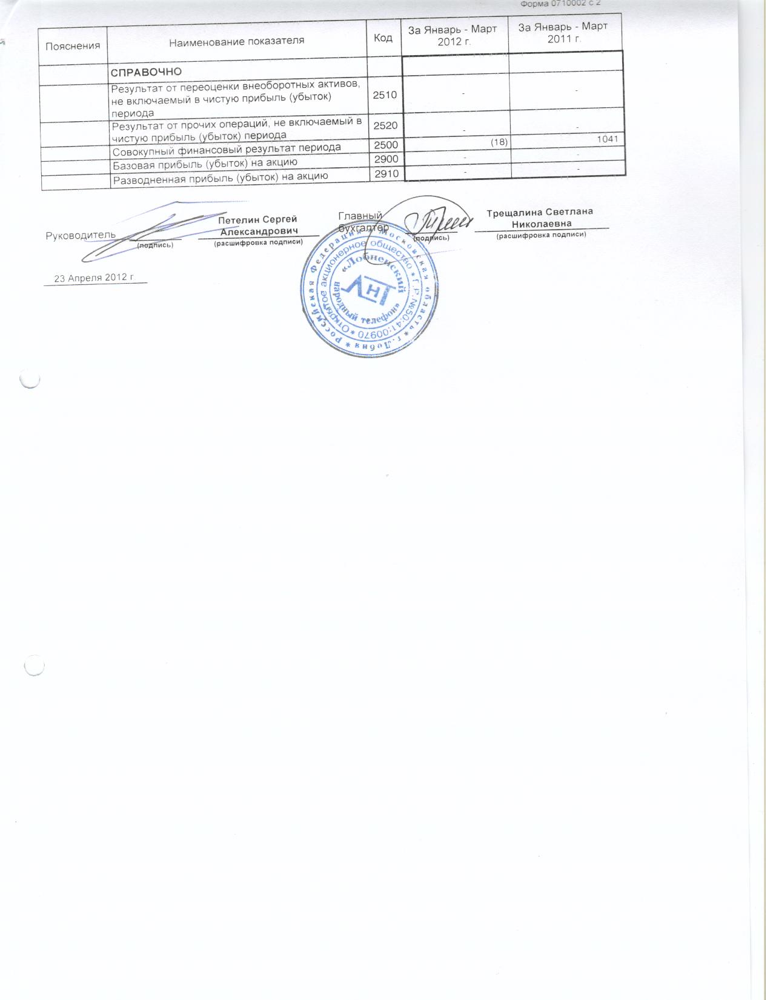 Форма 0710002 с 2
Пояснения Наименование показателя Код За Январь - Март 2012 г. За Январь - Март 2011 г.
СПРАВОЧНО
Результат от переоценки внеоборотных активов,
не включаемый в чистую прибыль (убыток)
периода 2510 - -
Результат от прочих операций, не включаемый в
чистую прибыль (убыток) периода 2520 - -
Совокупный финансовый результат периода 2500 (18) 1041
Базовая прибыль (убыток) на акцию 2900 - -
Разводненная прибыль (убыток) на акцию 2910 - -
Руководитель
(подпись)
Петелин Сергей
Александрович
(расшифровка подписи)
Главный
бухгалтер
(подпись)
Трещалина Светлана
Николаевна
(расшифровка подписи)
23 Апреля 2012 г.
Российская Федерация * Московская область * г. Лобня *
Открытое акционерное общество * Г.Р.№50:41:00970 *
«Лобненский
народный телефон»
ЛНТ